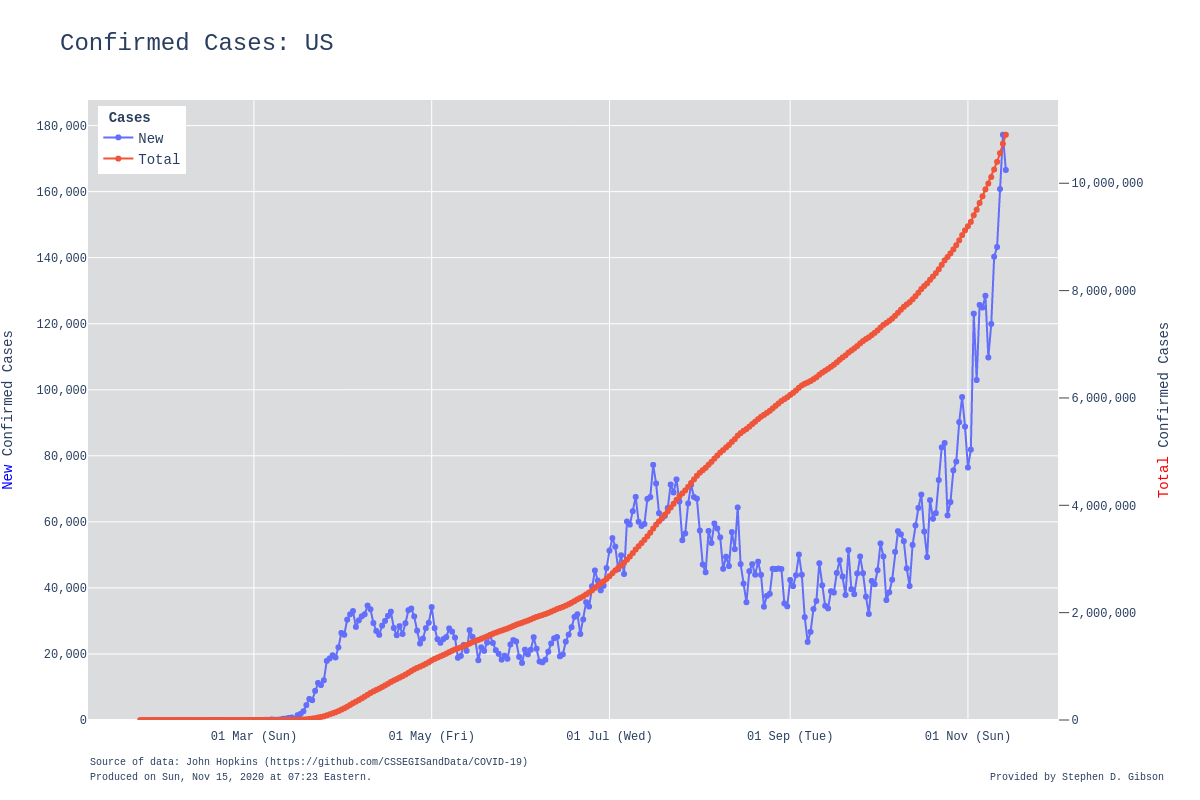 Confirmed Cases: US
Cases
New
Total
180,000
160,000
140,000
120,000
100,000
80,000
60,000
40,000
20,000
0
New Confirmed Cases
10,000,000
8,000,000
6,000,000
4,000,000
2,000,000
0
Total Confirmed Cases
01 Mar (Sun) 01 May (Fri) 01 Jul (Wed) 01 Sep (Tue) 01 Nov (Sun)
Source of data: John Hopkins (https://github.com/CSSEGISandData/COVID-19)
Produced on Sun, Nov 15, 2020 at 07:23 Eastern.
Provided by Stephen D. Gibson